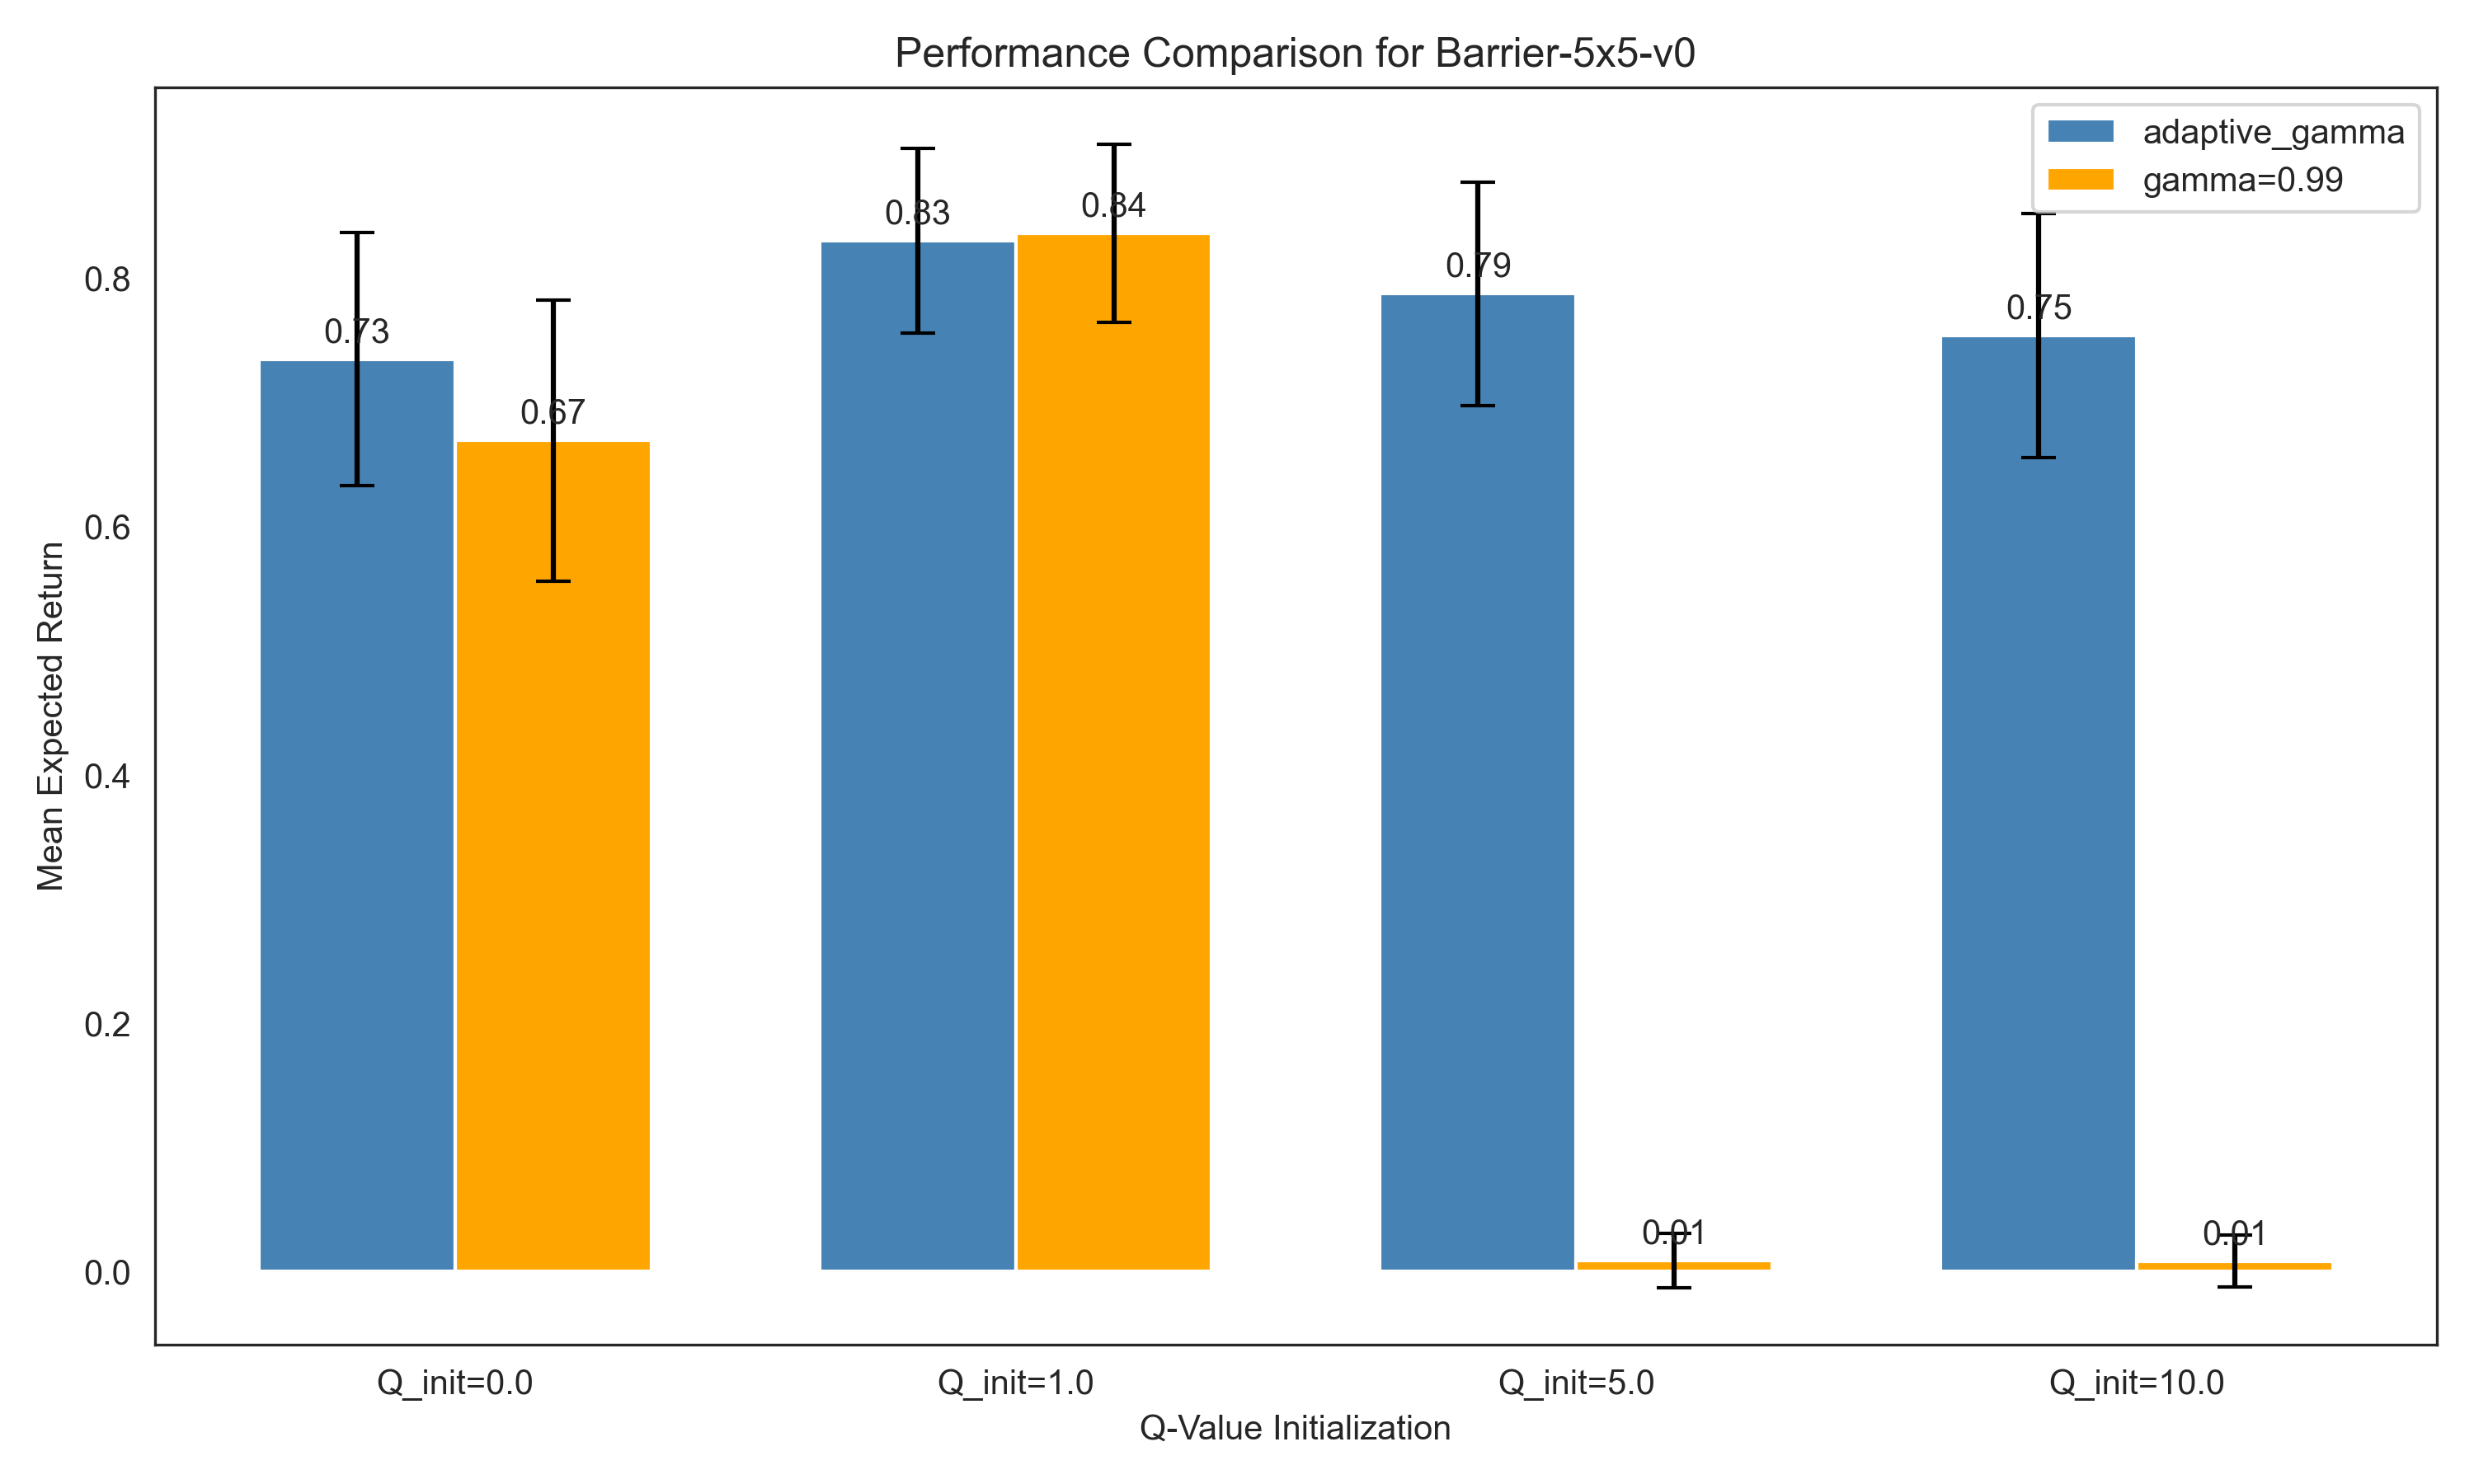 Performance Comparison for Barrier-5x5-v0
adaptive_gamma
gamma=0.99
Mean Expected Return
0.8
0.6
0.4
0.2
0.0
0.73
0.67
0.83
0.84
0.79
0.01
0.75
0.01
Q_init=0.0
Q_init=1.0
Q_init=5.0
Q_init=10.0
Q-Value Initialization